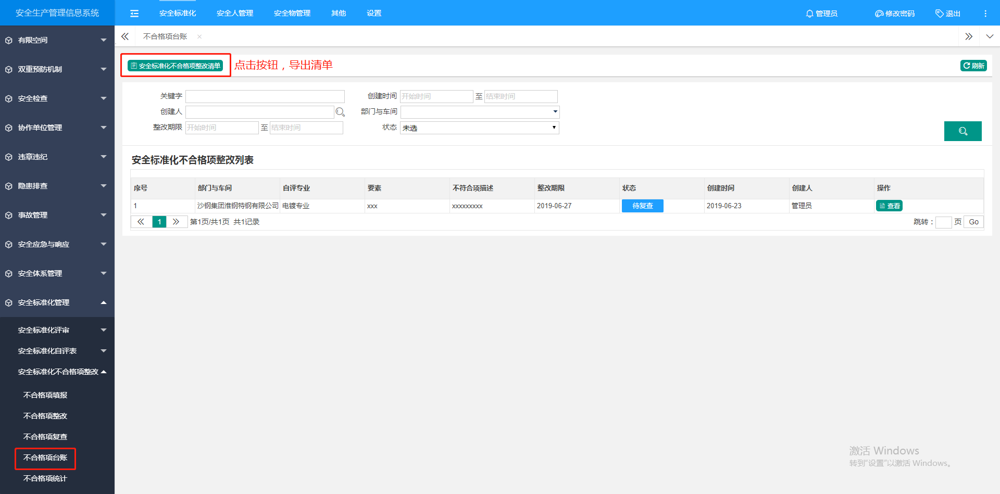 安全生产管理信息系统
安全标准化 安全人管理 安全物管理 其他 设置
管理员 修改密码 退出
不合格项台账 ×
有限空间
双重预防机制
安全检查
协作单位管理
违章违纪
隐患排查
事故管理
安全应急与响应
安全体系管理
安全标准化管理
安全标准化评审
安全标准化自评表
安全标准化不合格项整改
不合格项填报
不合格项整改
不合格项复查
不合格项台账
不合格项统计
安全标准化不合格项整改清单 点击按钮，导出清单
刷新
关键字 创建时间 开始时间 至 结束时间
创建人 部门与车间
整改期限 开始时间 至 结束时间 状态 未选
安全标准化不合格项整改列表
序号 部门与车间 自评专业 要素 不符合项描述 整改期限 状态 创建时间 创建人 操作
1 沙钢集团淮钢特钢有限公司 电镀专业 xxx xxxxxxxxx 2019-06-27 待复查 2019-06-23 管理员 查看
1 第1页/共1页 共1记录 跳转： 页 Go
激活 Windows
转到“设置”以激活 Windows。